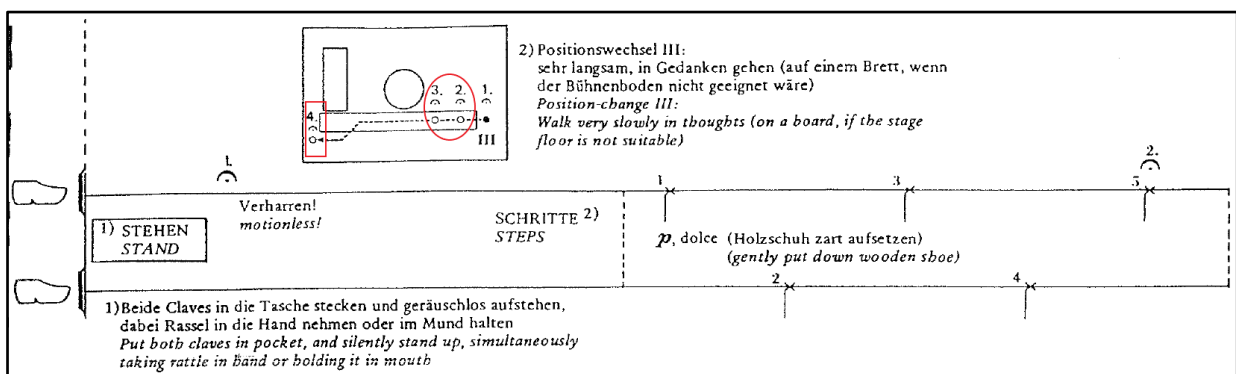 3. 2. 1.
4.
III
2) Positionswechsel III:
sehr langsam, in Gedanken gehen (auf einem Brett, wenn
der Bühnenboden nicht geeignet wäre)
Position-change III:
Walk very slowly in thoughts (on a board, if the stage
floor is not suitable)
1.
2.
1 3 5
Verharren!
motionless!
1) STEHEN
STAND
SCHRITTE 2)
STEPS
p, dolce (Holzschuh zart aufsetzen)
(gently put down wooden shoe)
2 4
1) Beide Claves in die Tasche stecken und geräuschlos aufstehen,
dabei Rassel in die Hand nehmen oder im Mund halten
Put both claves in pocket, and silently stand up, simultaneously
taking rattle in hand or holding it in mouth